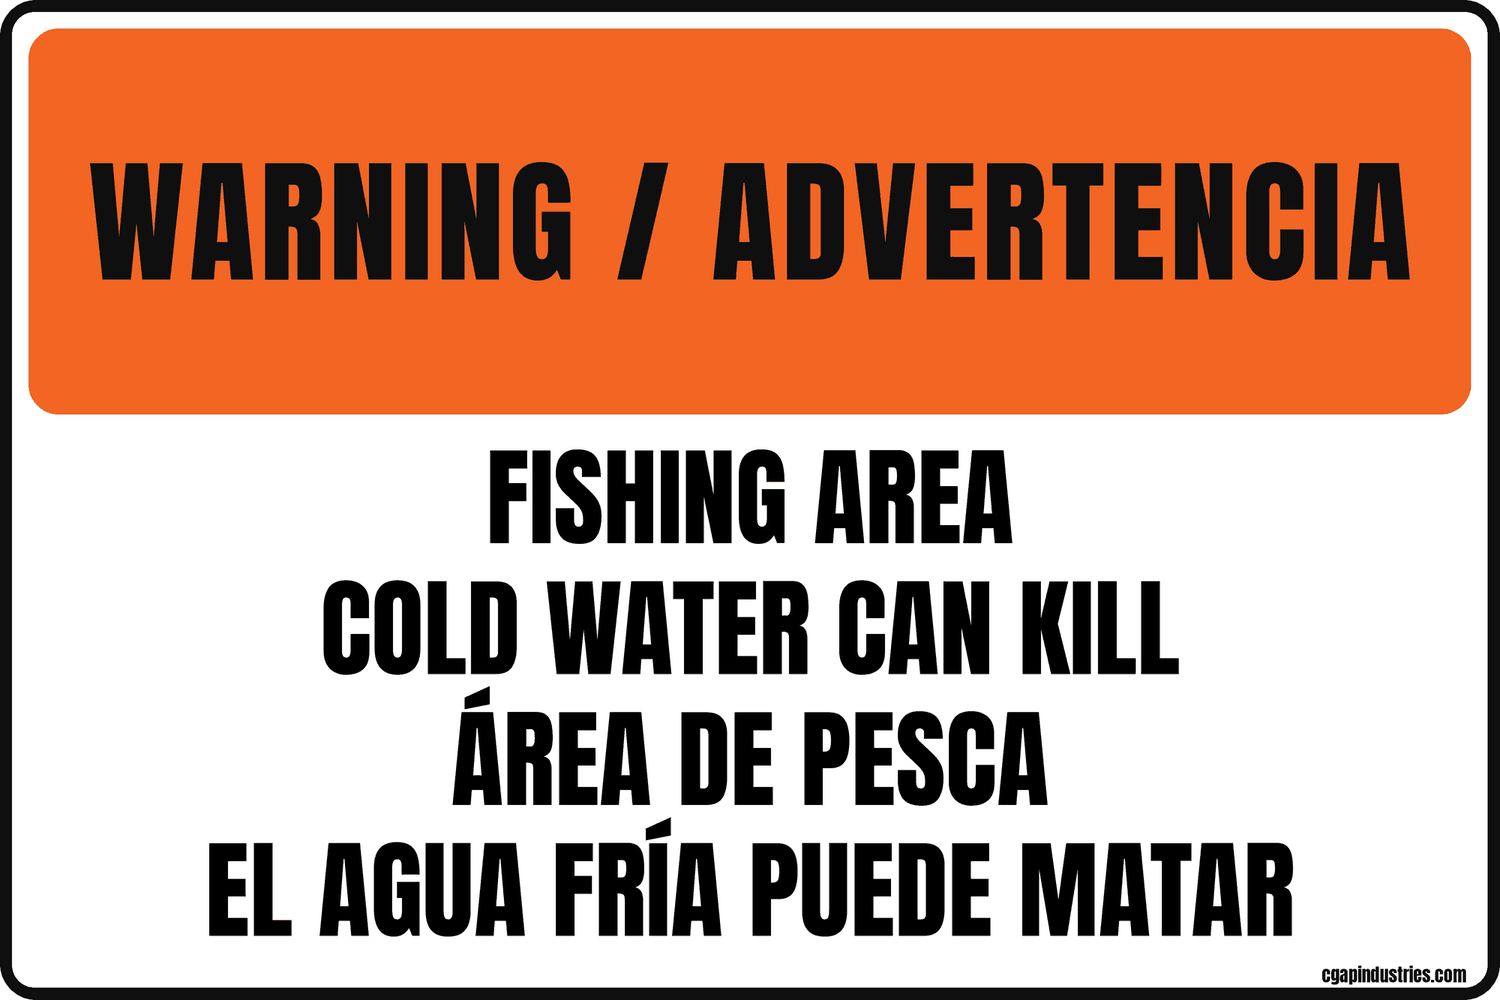 WARNING / ADVERTENCIA
FISHING AREA
COLD WATER CAN KILL
ÁREA DE PESCA
EL AGUA FRÍA PUEDE MATAR
cgapindustries.com